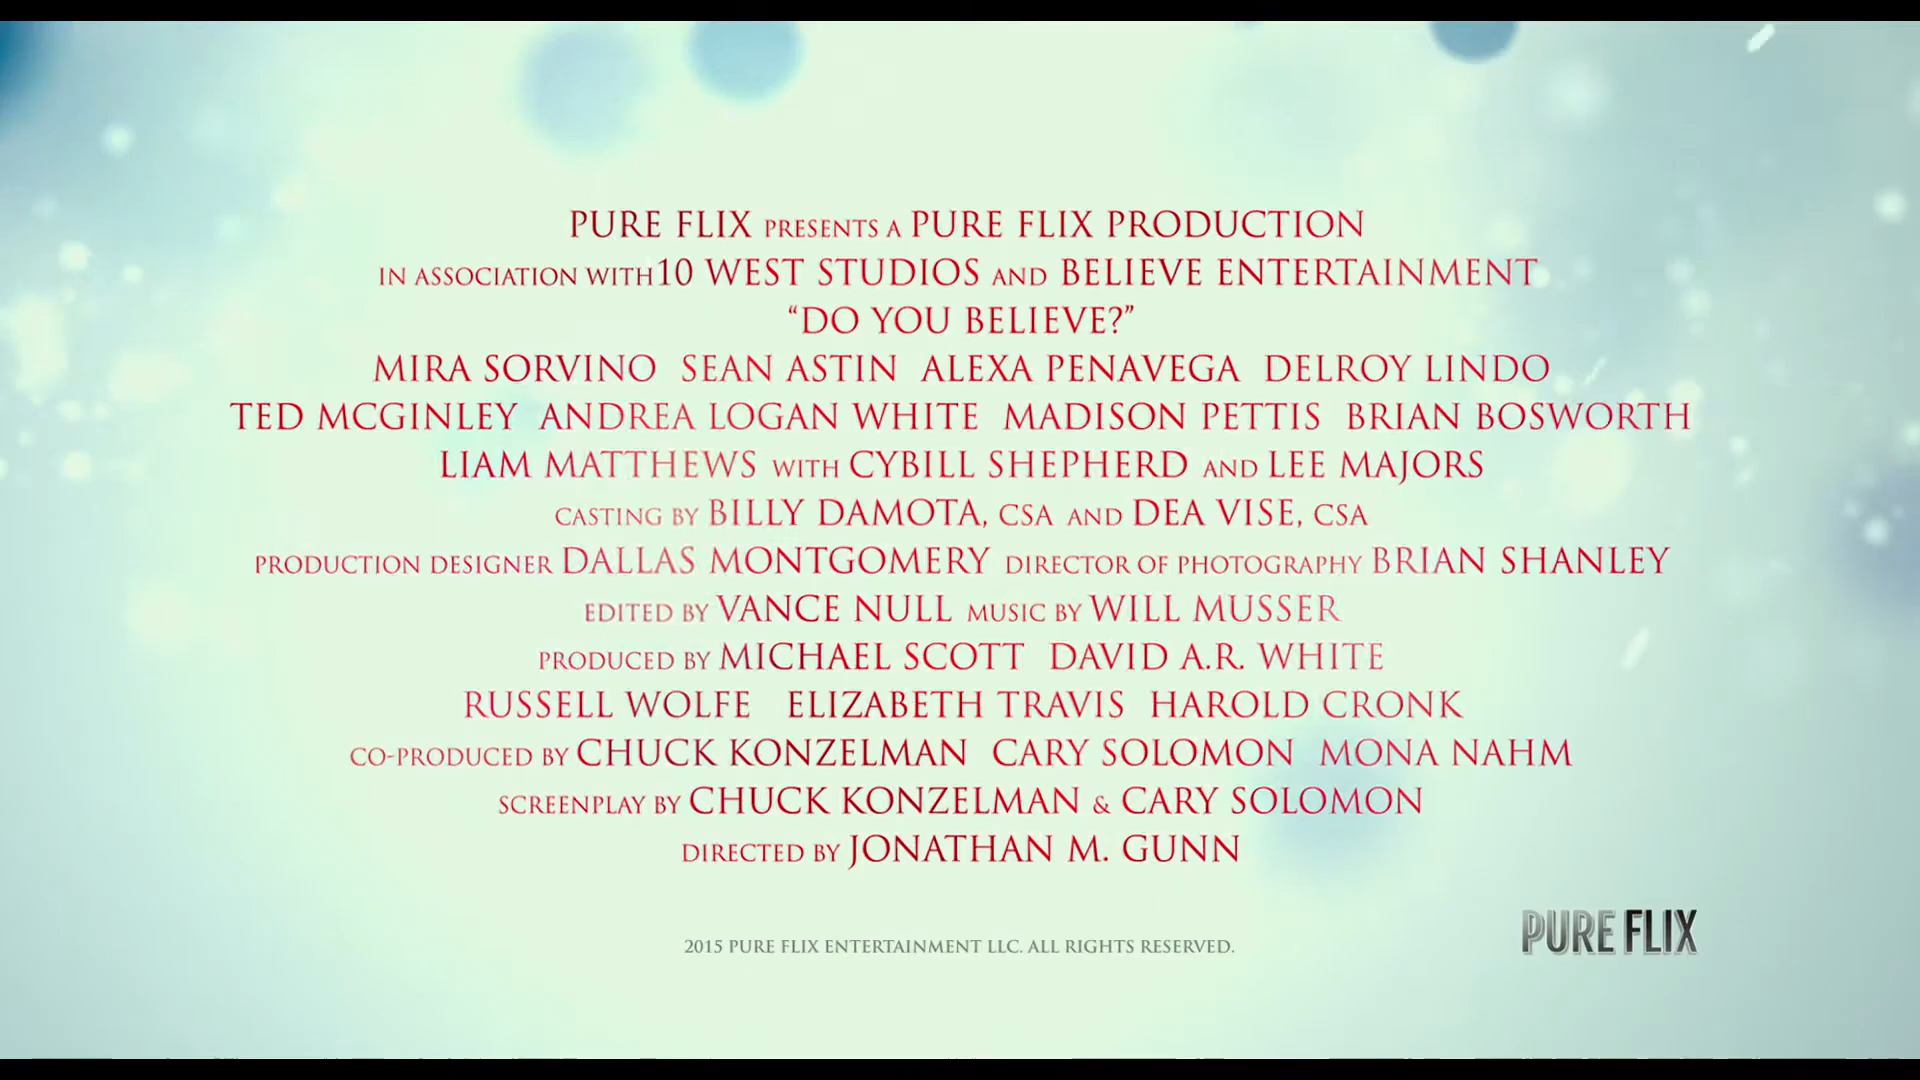 PURE FLIX PRESENTS A PURE FLIX PRODUCTION
IN ASSOCIATION WITH 10 WEST STUDIOS AND BELIEVE ENTERTAINMENT
“DO YOU BELIEVE?”
MIRA SORVINO SEAN ASTIN ALEXA PENAVEGA DELROY LINDO
TED MCGINLEY ANDREA LOGAN WHITE MADISON PETTIS BRIAN BOSWORTH
LIAM MATTHEWS WITH CYBILL SHEPHERD AND LEE MAJORS
CASTING BY BILLY DAMOTA, CSA AND DEA VISE, CSA
PRODUCTION DESIGNER DALLAS MONTGOMERY DIRECTOR OF PHOTOGRAPHY BRIAN SHANLEY
EDITED BY VANCE NULL MUSIC BY WILL MUSSER
PRODUCED BY MICHAEL SCOTT DAVID A.R. WHITE
RUSSELL WOLFE ELIZABETH TRAVIS HAROLD CRONK
CO-PRODUCED BY CHUCK KONZELMAN CARY SOLOMON MONA NAHM
SCREENPLAY BY CHUCK KONZELMAN & CARY SOLOMON
DIRECTED BY JONATHAN M. GUNN
2015 PURE FLIX ENTERTAINMENT LLC. ALL RIGHTS RESERVED.
PURE FLIX